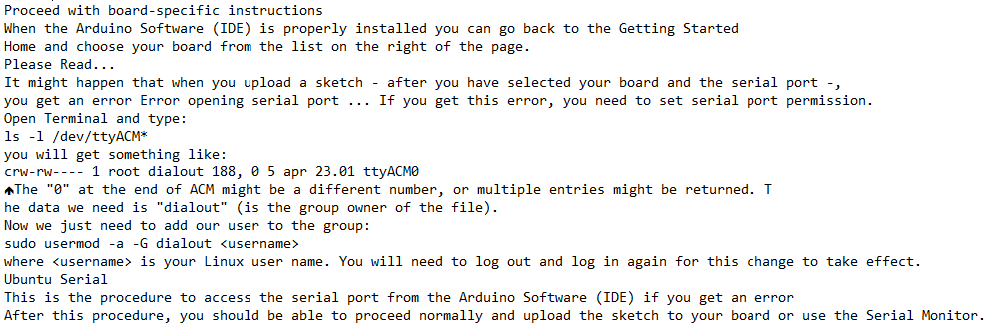 Proceed with board-specific instructions
When the Arduino Software (IDE) is properly installed you can go back to the Getting Started
Home and choose your board from the list on the right of the page.
Please Read...
It might happen that when you upload a sketch - after you have selected your board and the serial port -,
you get an error Error opening serial port ... If you get this error, you need to set serial port permission.
Open Terminal and type:
ls -l /dev/ttyACM*
you will get something like:
crw-rw---- 1 root dialout 188, 0 5 apr 23.01 ttyACM0
♠The "0" at the end of ACM might be a different number, or multiple entries might be returned. T
he data we need is "dialout" (is the group owner of the file).
Now we just need to add our user to the group:
sudo usermod -a -G dialout <username>
where <username> is your Linux user name. You will need to log out and log in again for this change to take effect.
Ubuntu Serial
This is the procedure to access the serial port from the Arduino Software (IDE) if you get an error
After this procedure, you should be able to proceed normally and upload the sketch to your board or use the Serial Monitor.